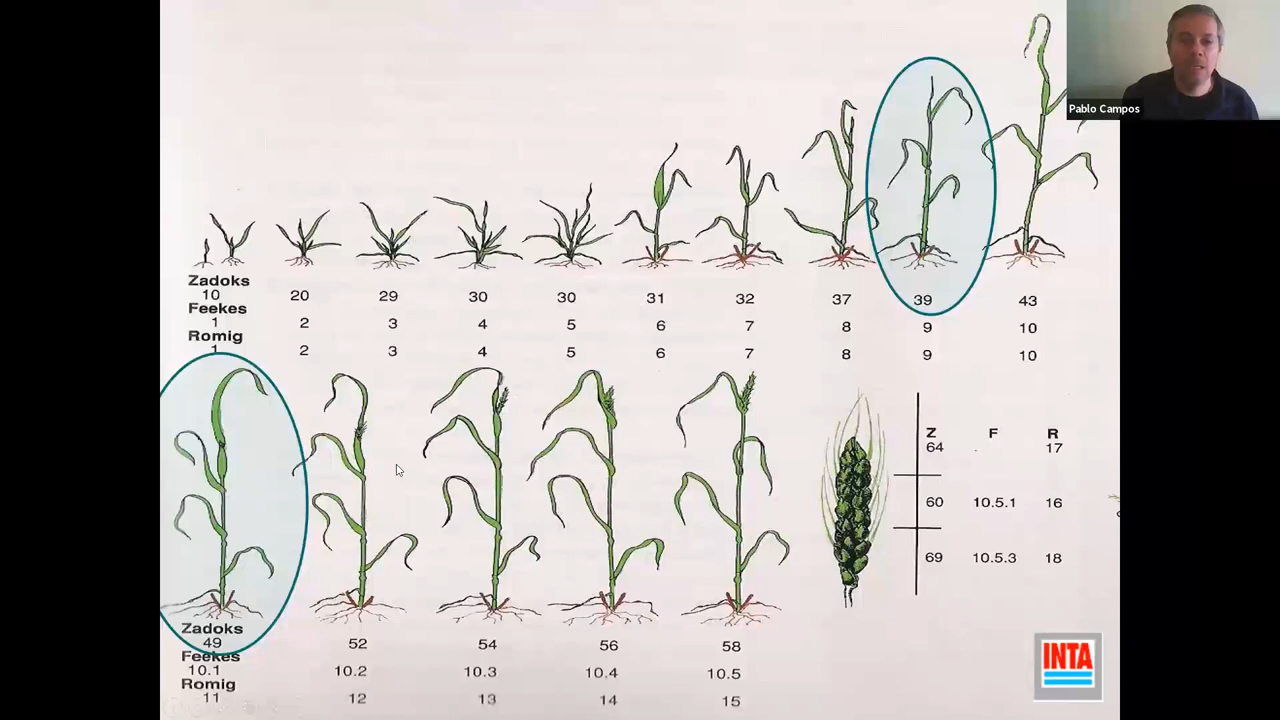 Pablo Campos
Zadoks
10 20 29 30 30 31 32 37 39 43
Feekes
1 2 3 4 5 6 7 8 9 10
Romig
1 2 3 4 5 6 7 8 9 10
Z F R
64 17
60 10.5.1 16
69 10.5.3 18
Zadoks
49 52 54 56 58
Feekes
10.1 10.2 10.3 10.4 10.5
Romig
11 12 13 14 15
INTA